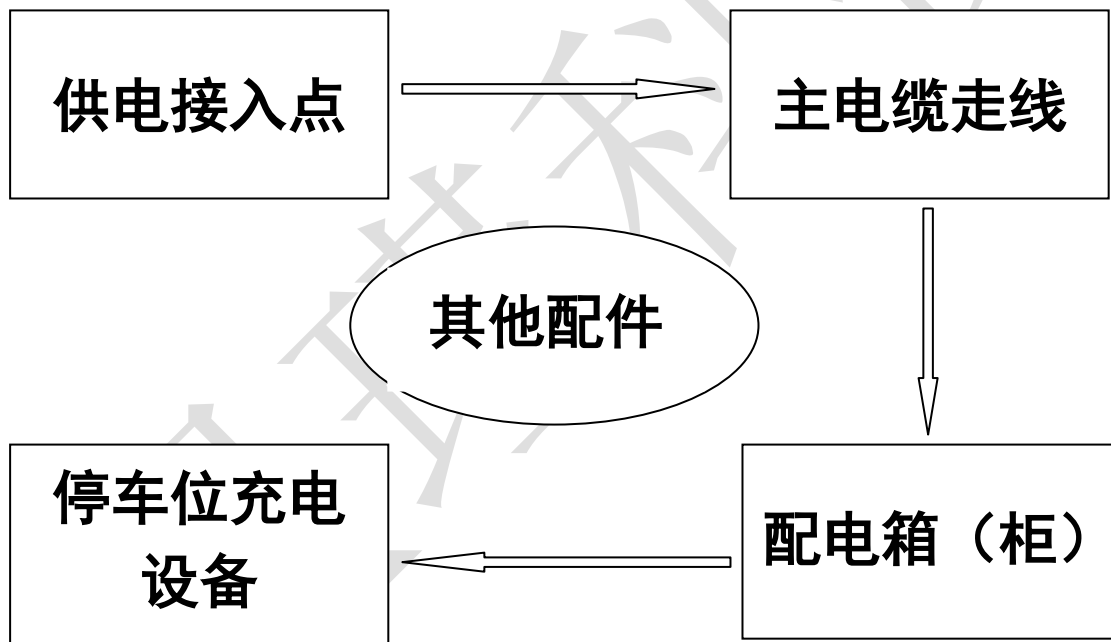 供电接入点
主电缆走线
其他配件
停车位充电
设备
配电箱（柜）